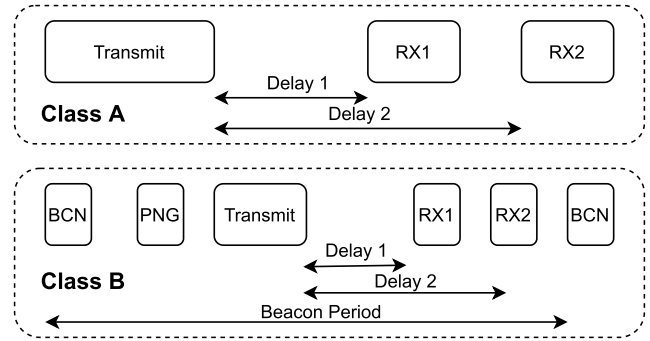 Transmit RX1 RX2
Delay 1
Class A
Delay 2
BCN PNG Transmit RX1 RX2 BCN
Delay 1
Class B
Delay 2
Beacon Period